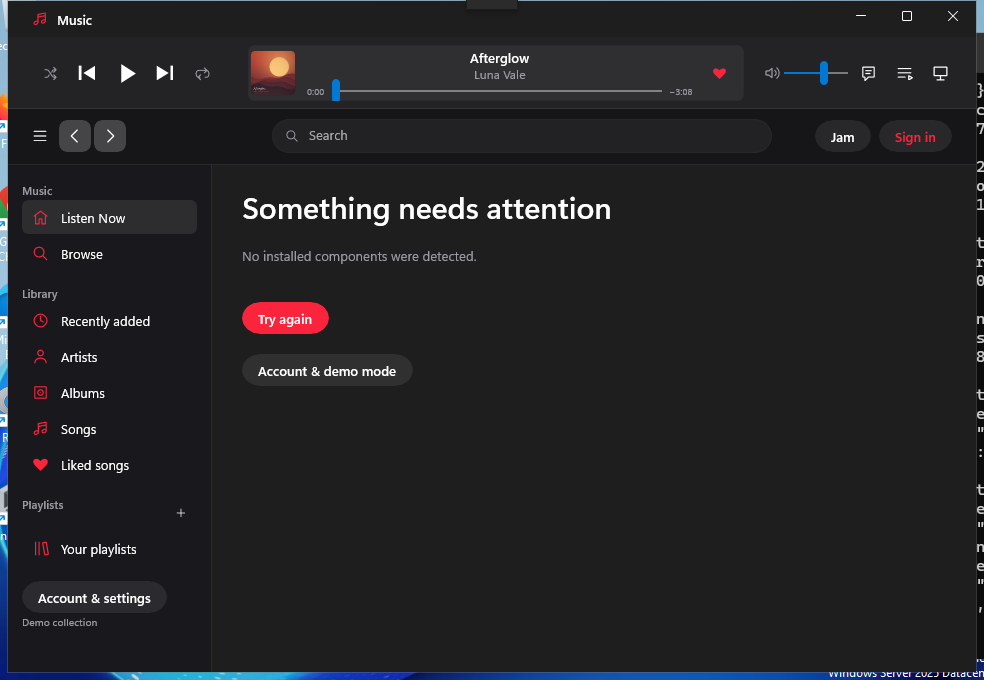 Music
Afterglow
Luna Vale
0:00
−3:08
Search
Jam
Sign in
Music
Listen Now
Browse
Library
Recently added
Artists
Albums
Songs
Liked songs
Playlists
+
Your playlists
Account & settings
Demo collection
Something needs attention
No installed components were detected.
Try again
Account & demo mode
Windows Server 2025 Datacen